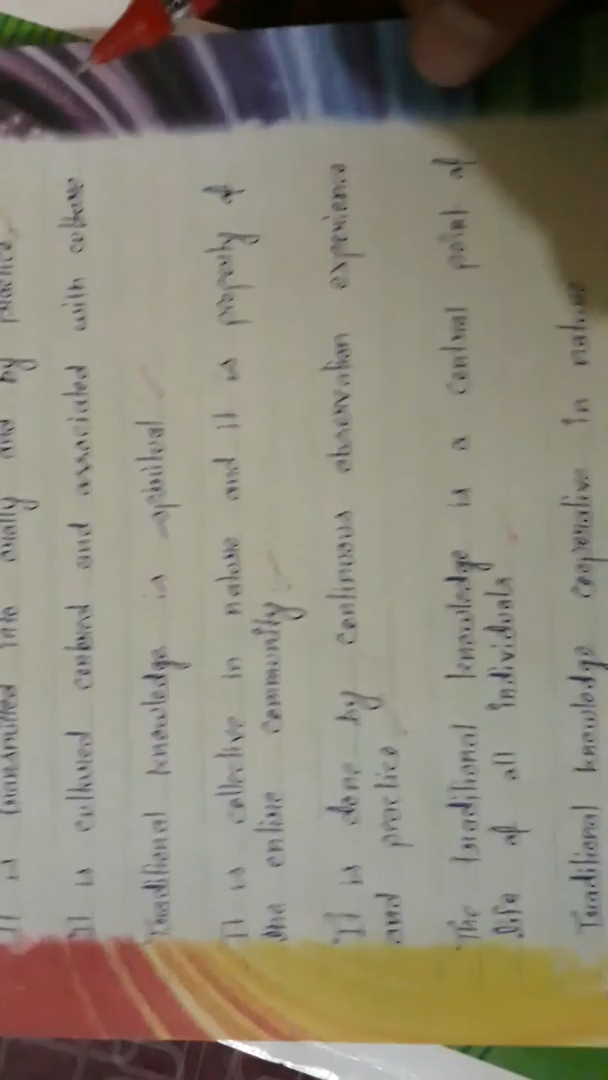 It is transmitted into orally and by practice.
It is cultured centred and associated with culture
Traditional knowledge is spiritual
It is collective in nature and it is property of
the entire community.
It is done by continuous observation experience
and practice.
The traditional knowledge is a central point of
life of all individuals
Traditional knowledge cooperative in nature